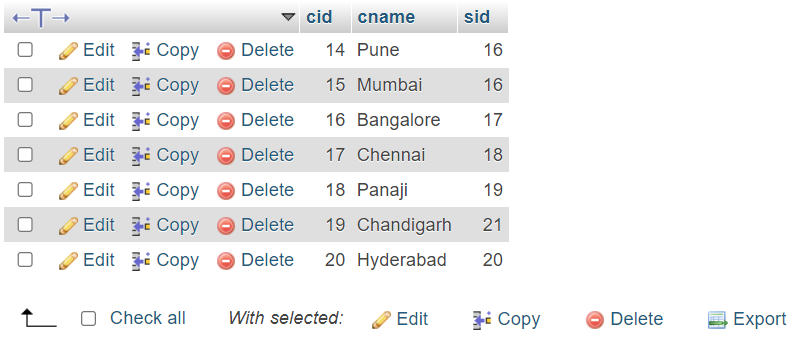 cid cname sid
Edit Copy Delete 14 Pune 16
Edit Copy Delete 15 Mumbai 16
Edit Copy Delete 16 Bangalore 17
Edit Copy Delete 17 Chennai 18
Edit Copy Delete 18 Panaji 19
Edit Copy Delete 19 Chandigarh 21
Edit Copy Delete 20 Hyderabad 20
Check all With selected: Edit Copy Delete Export